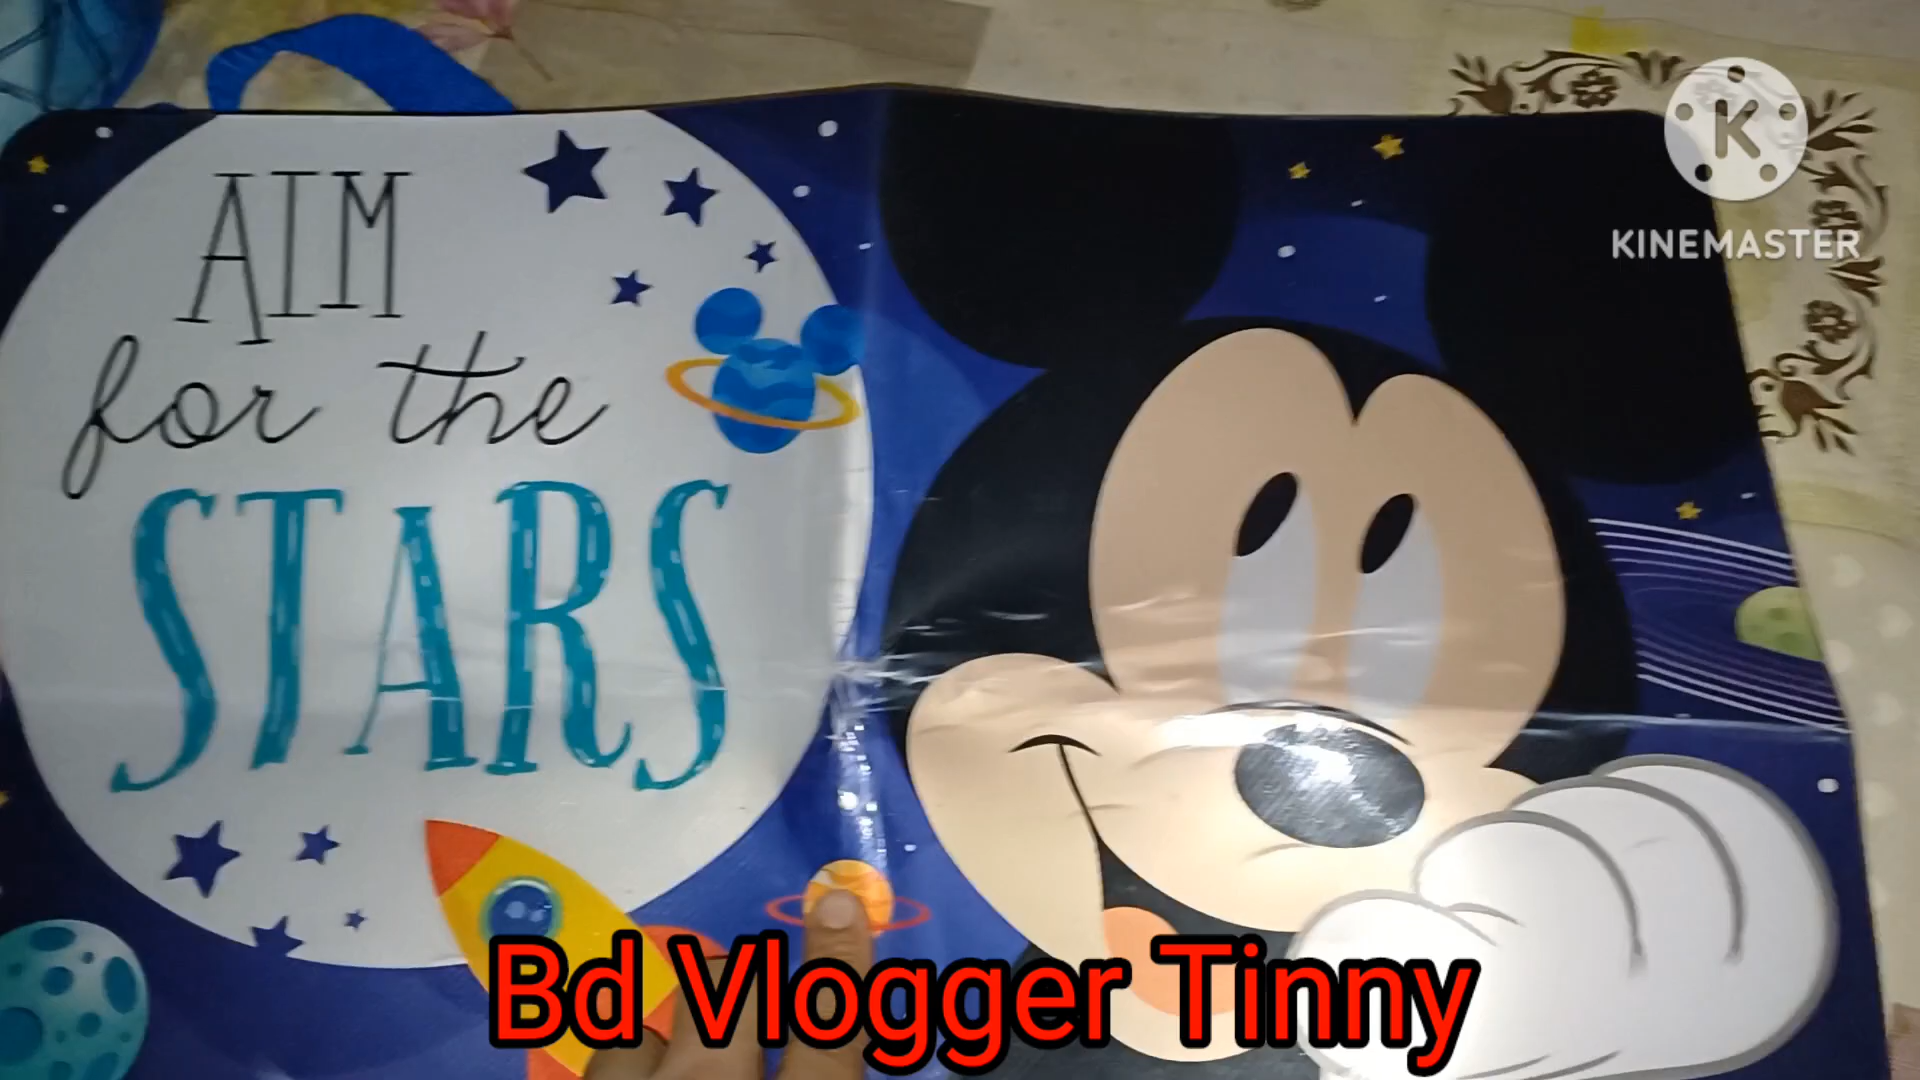 AIM
for the
STARS
K
KINEMASTER
Bd Vlogger Tinny